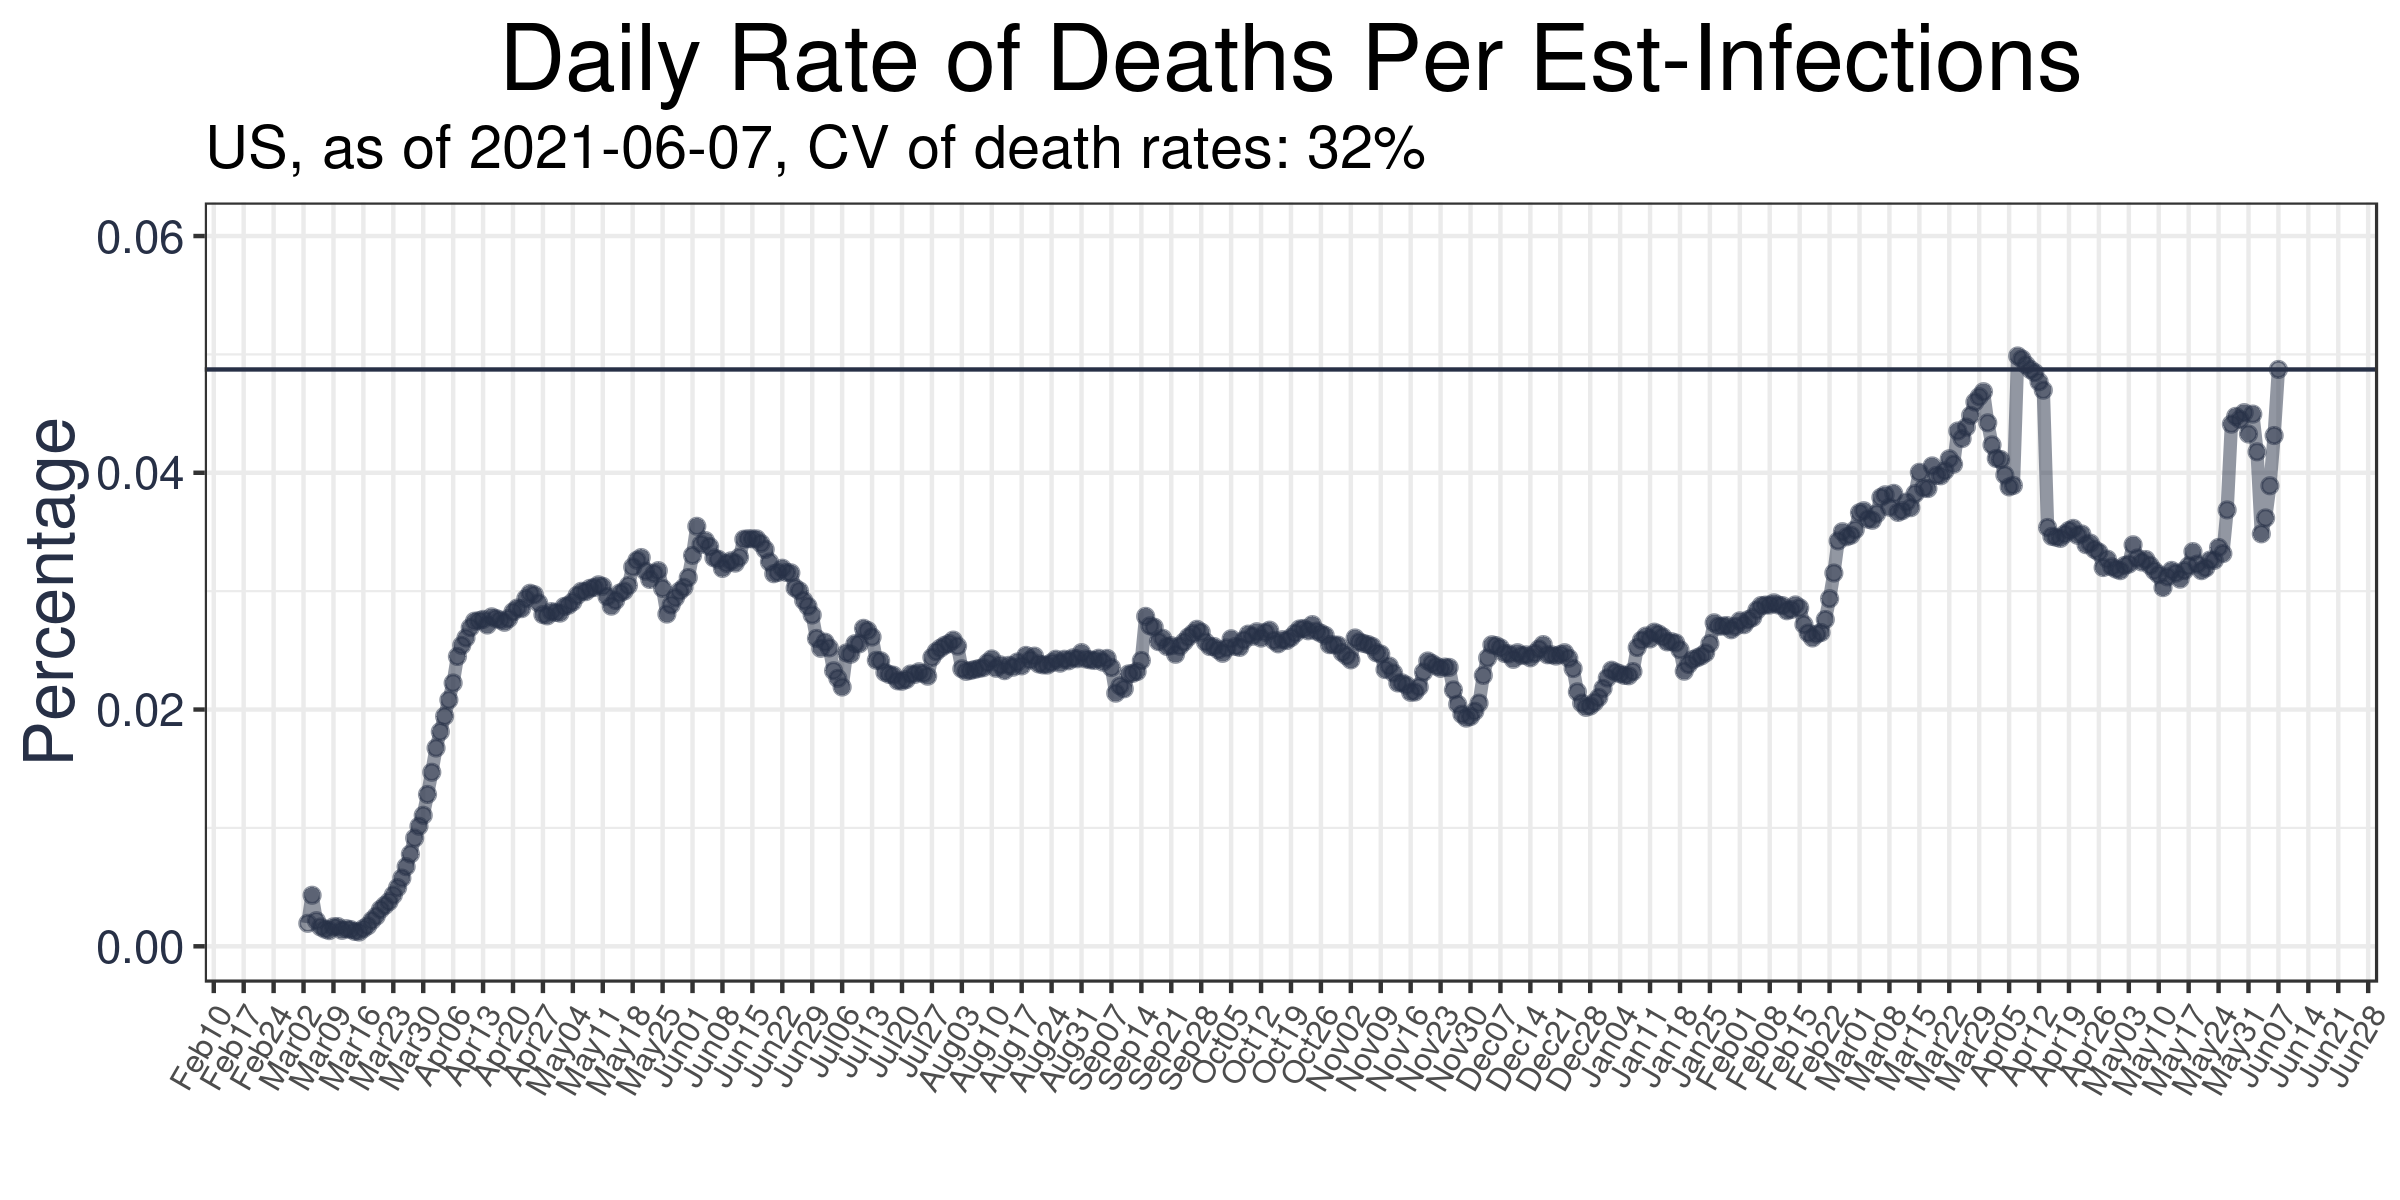 Daily Rate of Deaths Per Est-Infections
US, as of 2021-06-07, CV of death rates: 32%
Percentage
0.06
0.04
0.02
0.00
Feb10
Feb17
Feb24
Mar02
Mar09
Mar16
Mar23
Mar30
Apr06
Apr13
Apr20
Apr27
May04
May11
May18
May25
Jun01
Jun08
Jun15
Jun22
Jun29
Jul06
Jul13
Jul20
Jul27
Aug03
Aug10
Aug17
Aug24
Aug31
Sep07
Sep14
Sep21
Sep28
Oct05
Oct12
Oct19
Oct26
Nov02
Nov09
Nov16
Nov23
Nov30
Dec07
Dec14
Dec21
Dec28
Jan04
Jan11
Jan18
Jan25
Feb01
Feb08
Feb15
Feb22
Mar01
Mar08
Mar15
Mar22
Mar29
Apr05
Apr12
Apr19
Apr26
May03
May10
May17
May24
May31
Jun07
Jun14
Jun21
Jun28